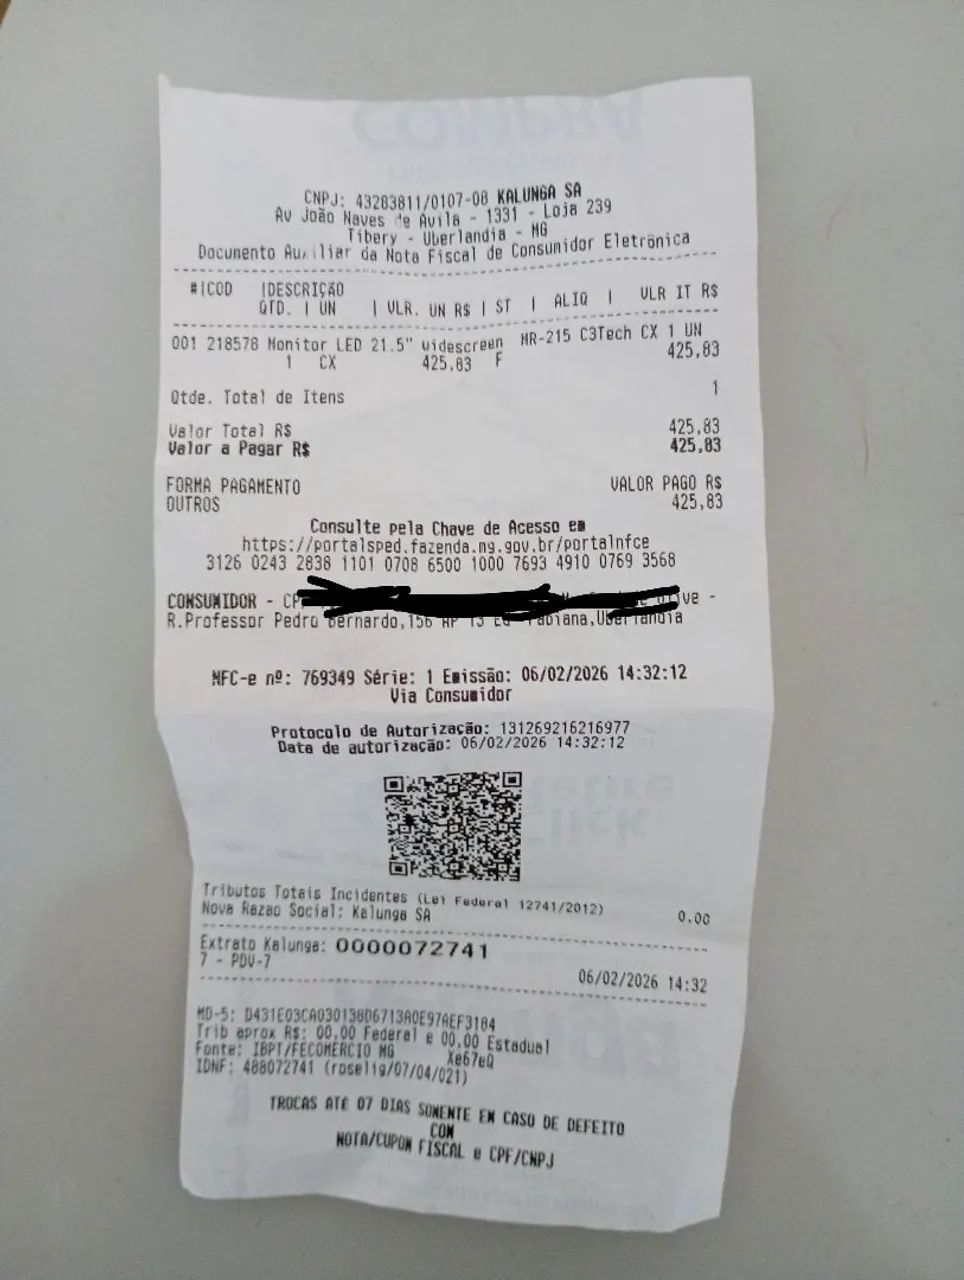 CNPJ: 43283811/0107-08 KALUNGA SA
Av João Naves de Avila - 1331 - Loja 239
Tibery - Uberlandia - MG
Documento Auxiliar da Nota Fiscal de Consumidor Eletrônica
#|COD |DESCRIÇÃO
QTD. | UN | VLR. UN R$ | ST | ALIQ | VLR IT R$
001 218578 Monitor LED 21.5" widescreen MR-215 C3Tech CX 1 UN
1 CX 425,83 F 425,83
Qtde. Total de Itens 1
Valor Total R$ 425,83
Valor a Pagar R$ 425,83
FORMA PAGAMENTO VALOR PAGO R$
OUTROS 425,83
Consulte pela Chave de Acesso em
https://portalsped.fazenda.mg.gov.br/portalnfce
3126 0243 2838 1101 0708 6500 1000 7693 4910 0769 3568
CONSUMIDOR - CP
R.Professor Pedro Bernardo,156 AP 13 Ed Fabiana,Uberlandia
NFC-e nº: 769349 Série: 1 Emissão: 06/02/2026 14:32:12
Via Consumidor
Protocolo de Autorização: 131269216216977
Data de autorização: 06/02/2026 14:32:12
Tributos Totais Incidentes (Lei Federal 12741/2012) 0.00
Nova Razao Social: Kalunga SA
Extrato Kalunga: 0000072741
7 - PDV-7 06/02/2026 14:32
MD-5: D431E03CA030138D6713A0E97AEF3184
Trib aprox R$: 00,00 Federal e 00,00 Estadual
Fonte: IBPT/FECOMERCIO MG Xe67eQ
IDNF: 488072741 (roselig/07/04/021)
TROCAS ATÉ 07 DIAS SOMENTE EM CASO DE DEFEITO
COM
NOTA/CUPOM FISCAL e CPF/CNPJ